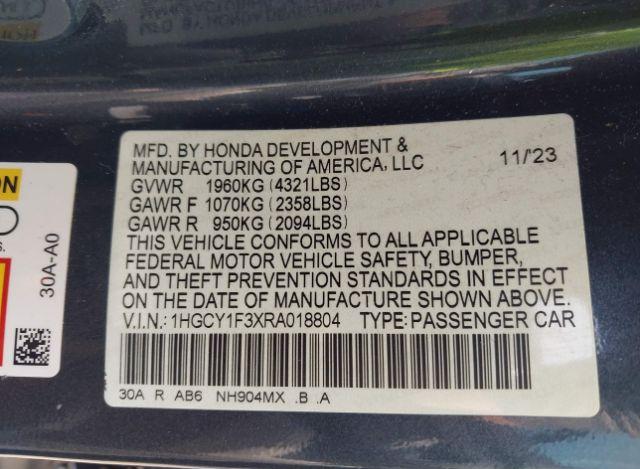 MFD. BY HONDA DEVELOPMENT &
MANUFACTURING OF AMERICA, LLC 11/'23
GVWR 1960KG (4321LBS)
GAWR F 1070KG (2358LBS)
GAWR R 950KG (2094LBS)
THIS VEHICLE CONFORMS TO ALL APPLICABLE
FEDERAL MOTOR VEHICLE SAFETY, BUMPER,
AND THEFT PREVENTION STANDARDS IN EFFECT
ON THE DATE OF MANUFACTURE SHOWN ABOVE.
V.I.N.: 1HGCY1F3XRA018804 TYPE: PASSENGER CAR
30A R AB6 NH904MX .B .A
30A-A0